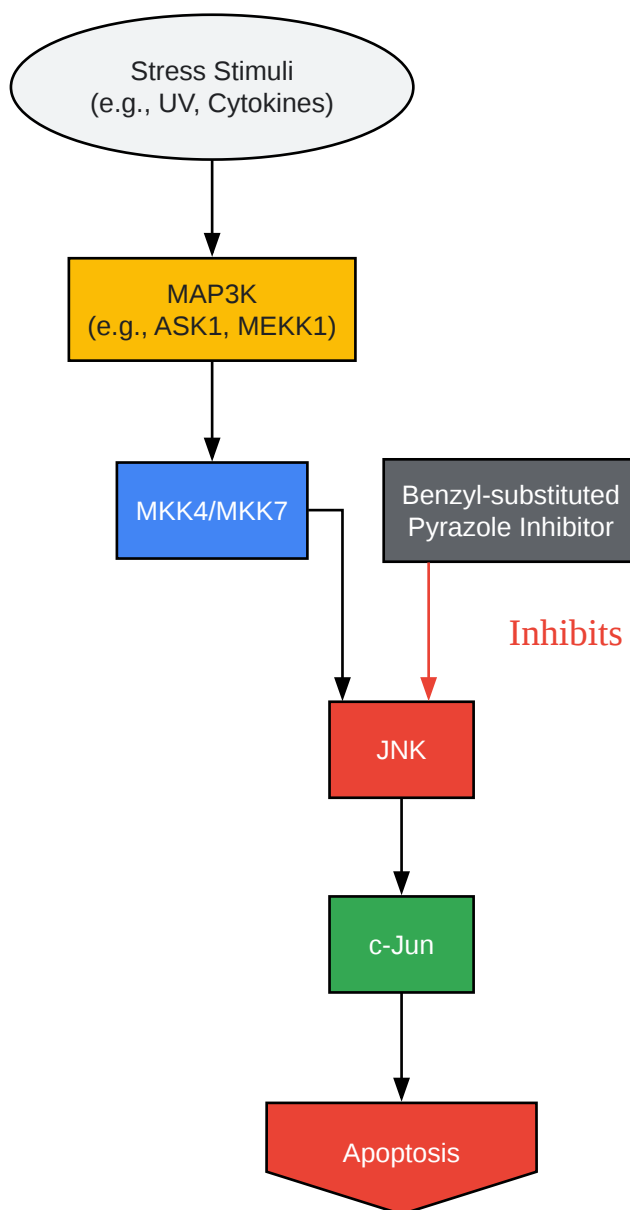 Stress Stimuli
(e.g., UV, Cytokines)
MAP3K
(e.g., ASK1, MEKK1)
MKK4/MKK7
Benzyl-substituted
Pyrazole Inhibitor
Inhibits
JNK
c-Jun
Apoptosis